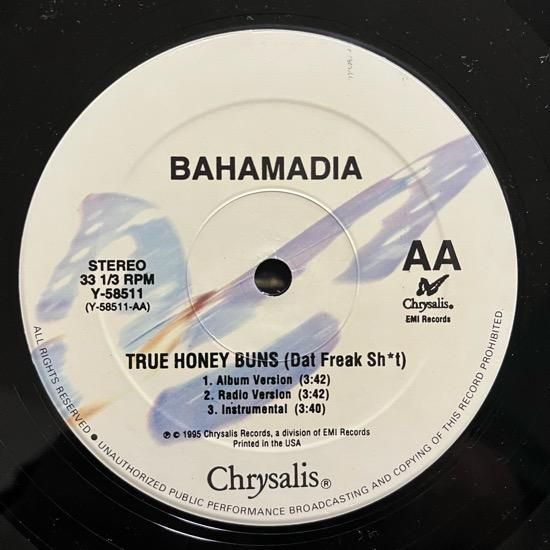 BAHAMADIA
STEREO
33 1/3 RPM
Y-58511
(Y-58511-AA)
AA
Chrysalis®
EMI Records
TRUE HONEY BUNS (Dat Freak Sh*t)
1. Album Version (3:42)
2. Radio Version (3:42)
3. Instrumental (3:40)
℗ © 1995 Chrysalis Records, a division of EMI Records
Printed in the USA
Chrysalis®
ALL RIGHTS RESERVED • UNAUTHORIZED PUBLIC PERFORMANCE BROADCASTING AND COPYING OF THIS RECORD PROHIBITED.